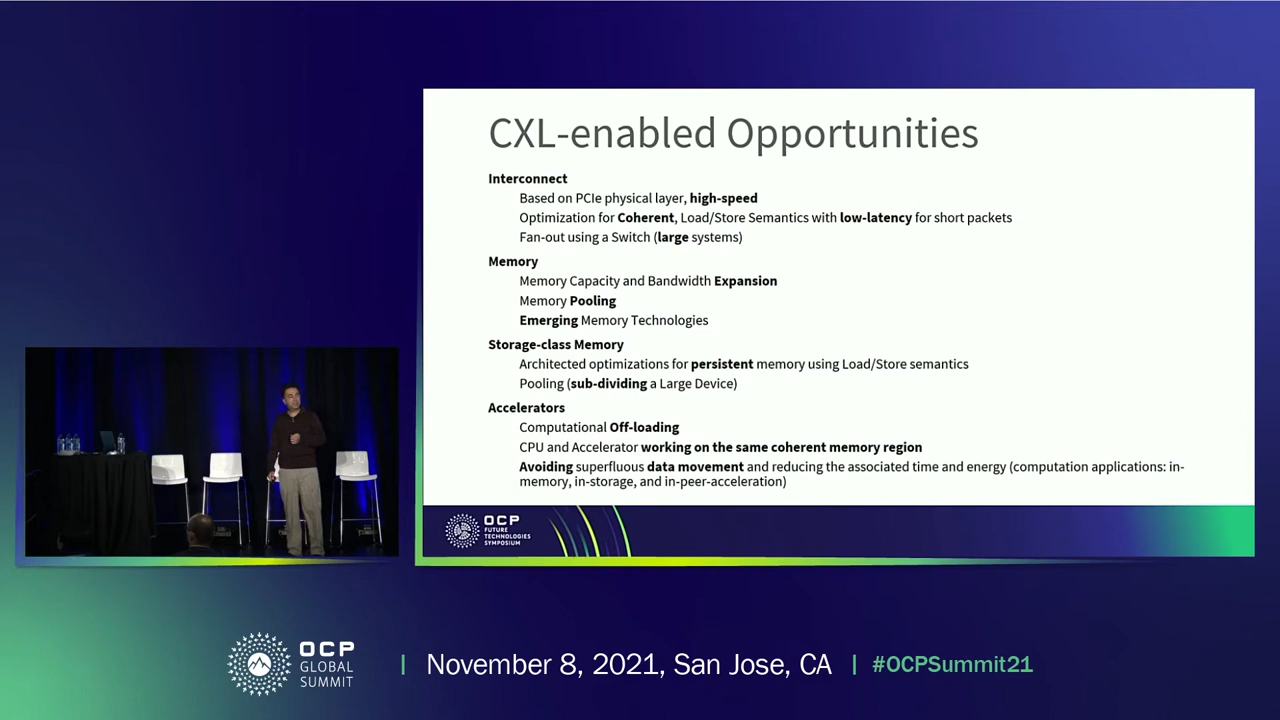 CXL-enabled Opportunities
Interconnect
Based on PCIe physical layer, high-speed
Optimization for Coherent, Load/Store Semantics with low-latency for short packets
Fan-out using a Switch (large systems)
Memory
Memory Capacity and Bandwidth Expansion
Memory Pooling
Emerging Memory Technologies
Storage-class Memory
Architected optimizations for persistent memory using Load/Store semantics
Pooling (sub-dividing a Large Device)
Accelerators
Computational Off-loading
CPU and Accelerator working on the same coherent memory region
Avoiding superfluous data movement and reducing the associated time and energy (computation applications: in-
memory, in-storage, and in-peer-acceleration)
OCP
FUTURE
TECHNOLOGIES
SYMPOSIUM
OCP
GLOBAL
SUMMIT
| November 8, 2021, San Jose, CA | #OCPSummit21